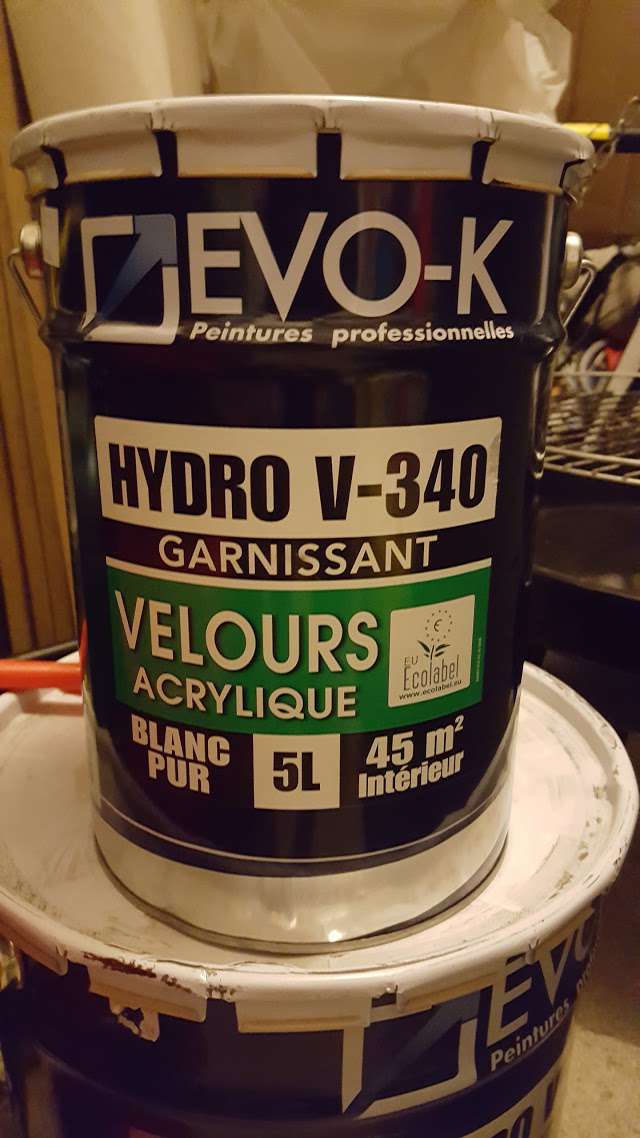 EVO-K
Peintures professionnelles
HYDRO V-340
GARNISSANT
VELOURS
ACRYLIQUE
EU
Ecolabel
www.ecolabel.eu
BLANC
PUR
5L
45 m²
Intérieur
Peintures